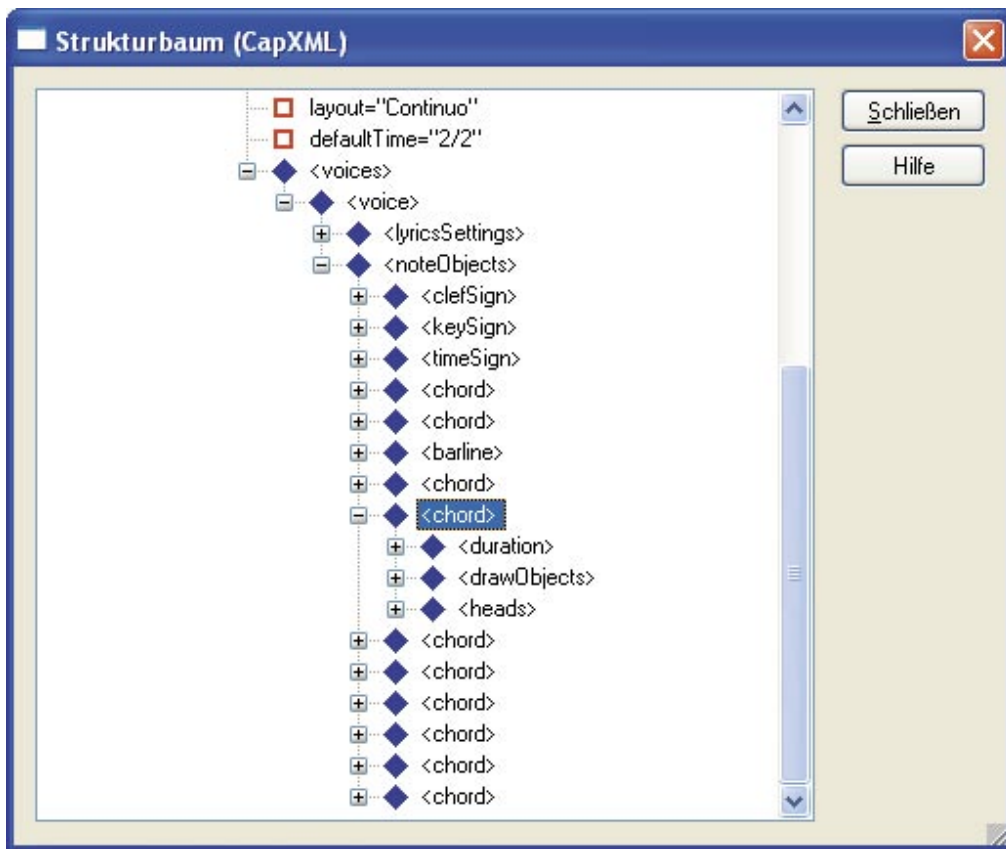 Strukturbaum (CapXML)
layout="Continuo"
defaultTime="2/2"
<voices>
<voice>
<lyricsSettings>
<noteObjects>
<clefSign>
<keySign>
<timeSign>
<chord>
<chord>
<barline>
<chord>
<chord>
<duration>
<drawObjects>
<heads>
<chord>
<chord>
<chord>
<chord>
<chord>
<chord>
Schließen
Hilfe